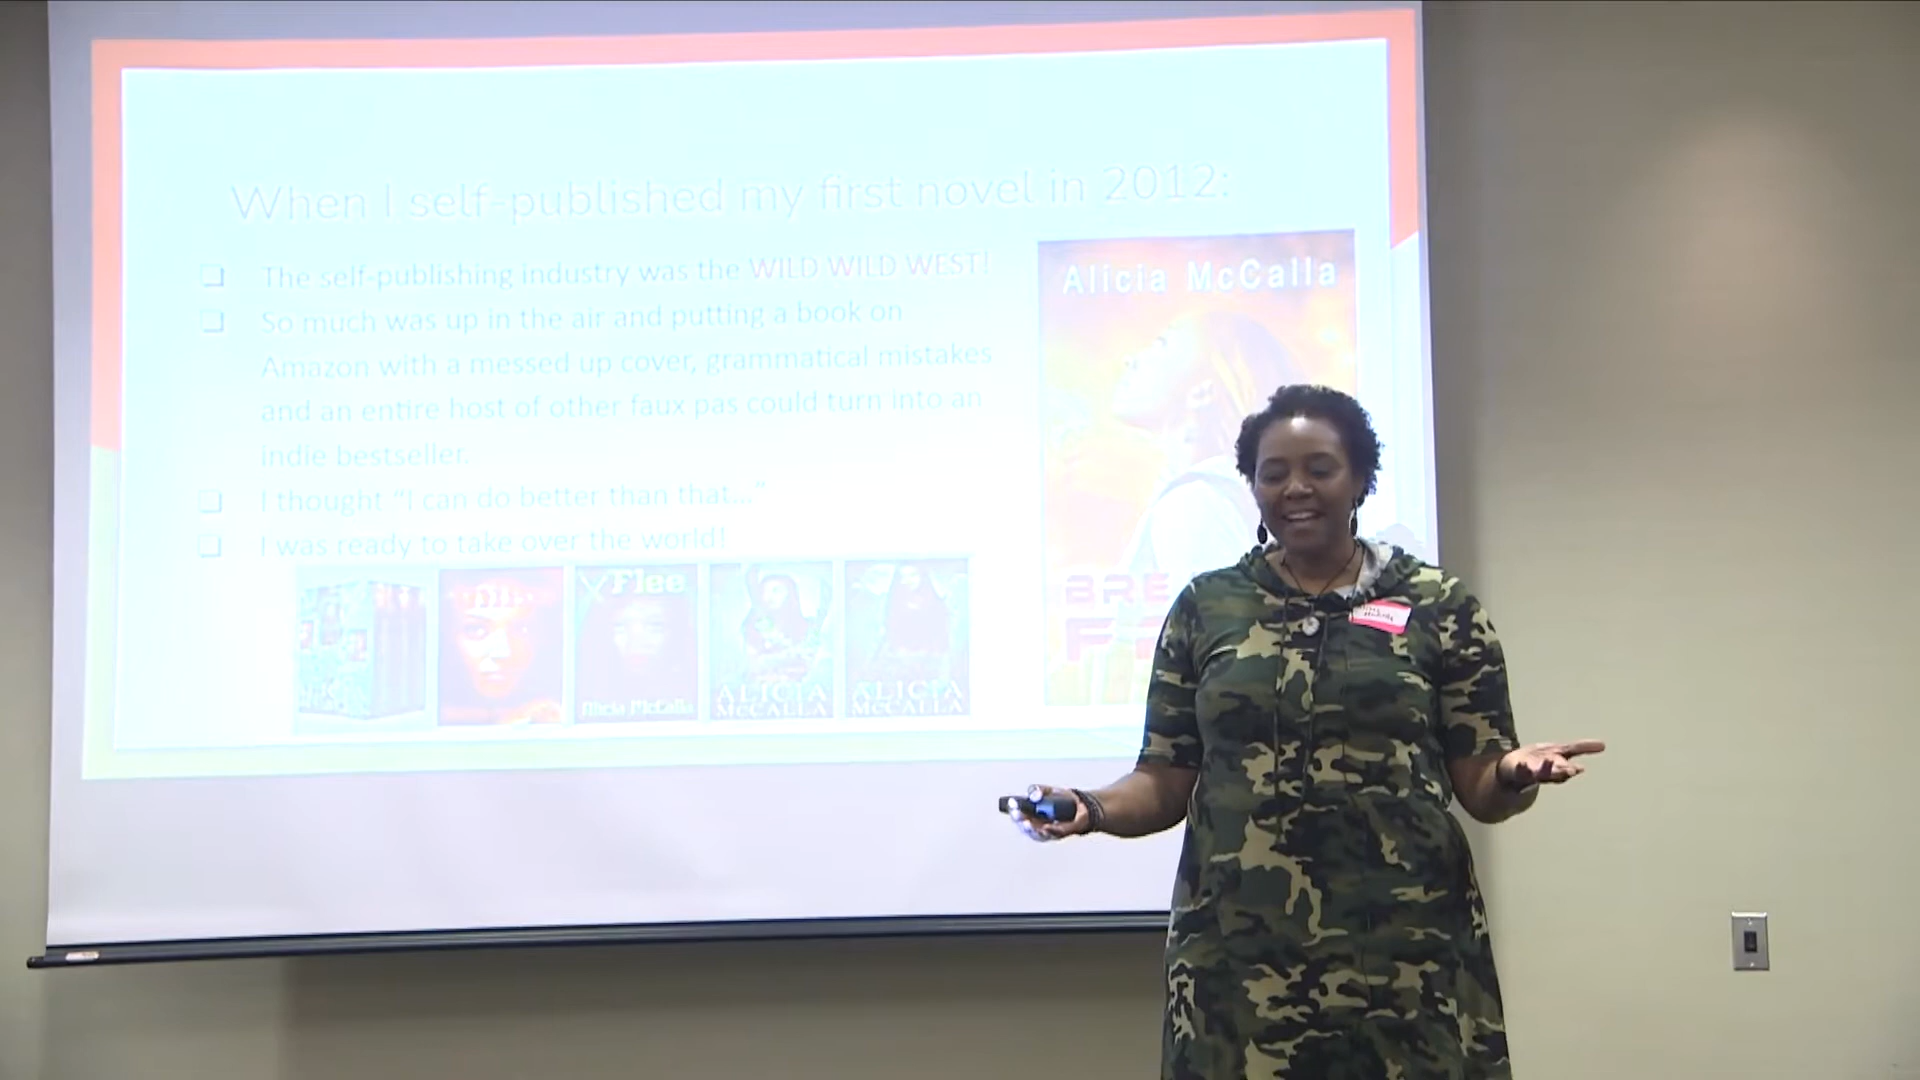 When I self-published my first novel in 2012:
The self-publishing industry was the WILD WILD WEST!
So much was up in the air and putting a book on
Amazon with a messed up cover, grammatical mistakes
and an entire host of other faux pas could turn into an
indie bestseller.
I thought “I can do better than that...”
I was ready to take over the world!
Alicia McCalla
BRE
Flee
Alicia McCalla
ALICIA
McCALLA
ALICIA
McCALLA